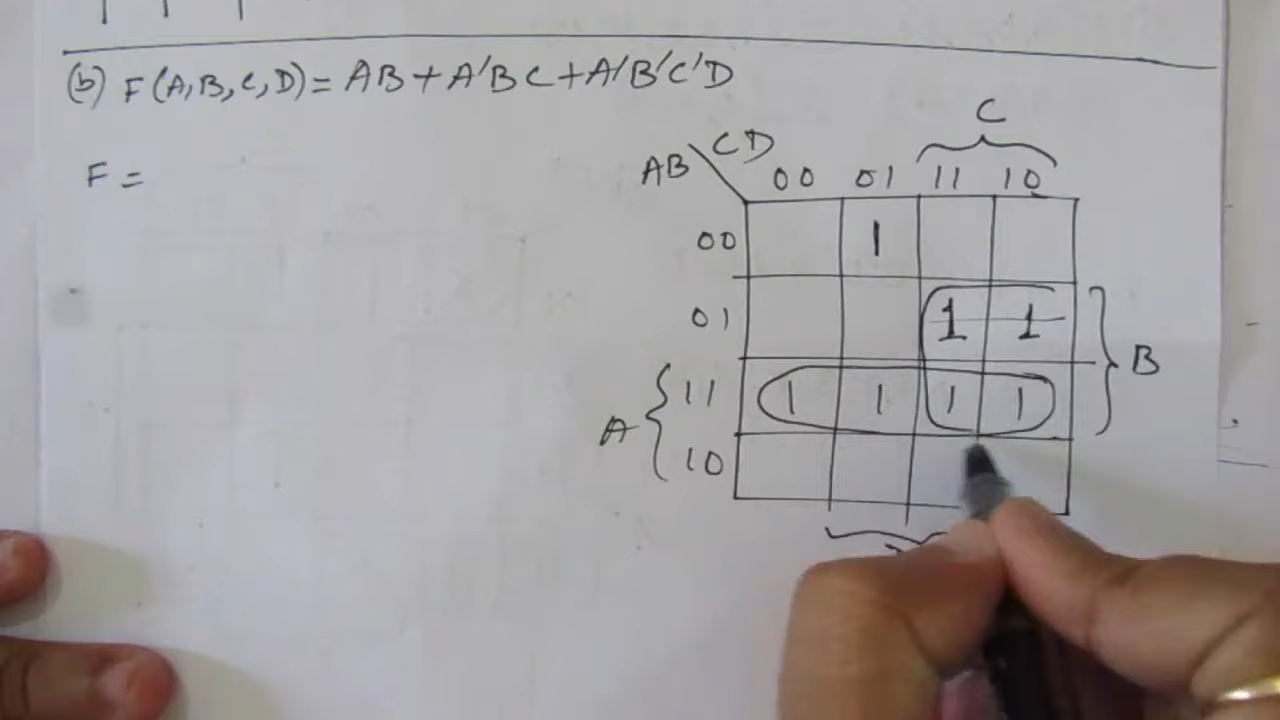 (b) F(A,B,C,D)= AB+A'BC+A'B'C'D
F =
C
AB CD
00 01 11 10
00 1
01 1 1
B
11 1 1 1 1
A
10